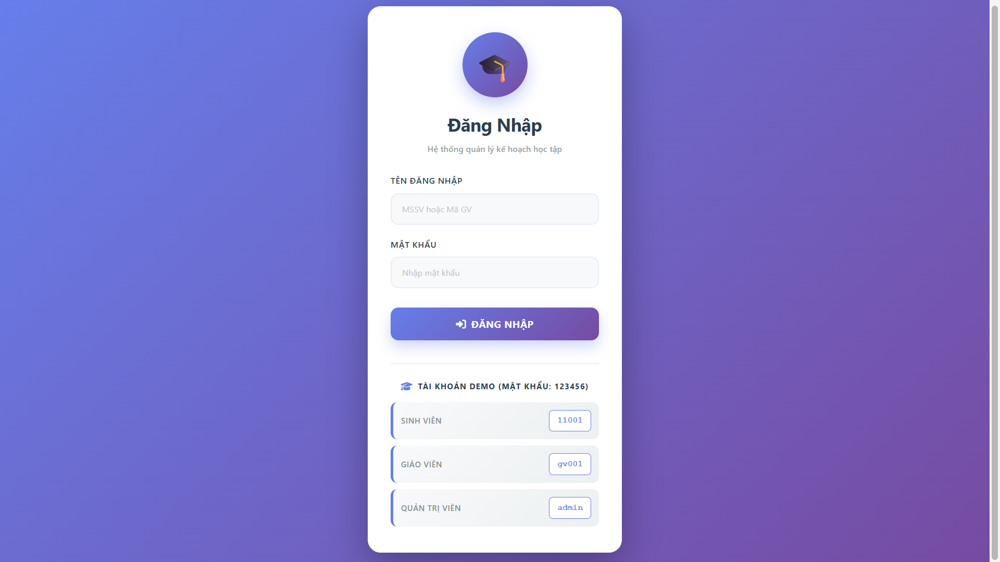 Đăng Nhập
Hệ thống quản lý kế hoạch học tập
TÊN ĐĂNG NHẬP
MSSV hoặc Mã GV
MẬT KHẨU
Nhập mật khẩu
ĐĂNG NHẬP
TÀI KHOẢN DEMO (MẬT KHẨU: 123456)
SINH VIÊN 11001
GIÁO VIÊN gv001
QUẢN TRỊ VIÊN admin